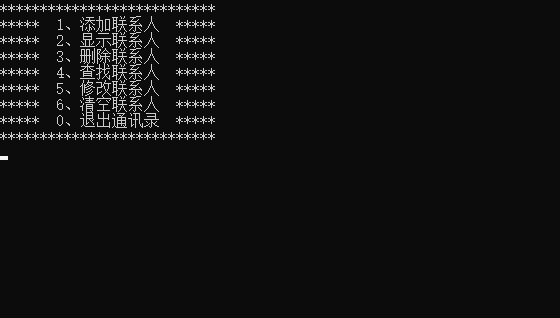 ***************************
*****  1、添加联系人  *****
*****  2、显示联系人  *****
*****  3、删除联系人  *****
*****  4、查找联系人  *****
*****  5、修改联系人  *****
*****  6、清空联系人  *****
*****  0、退出通讯录  *****
***************************